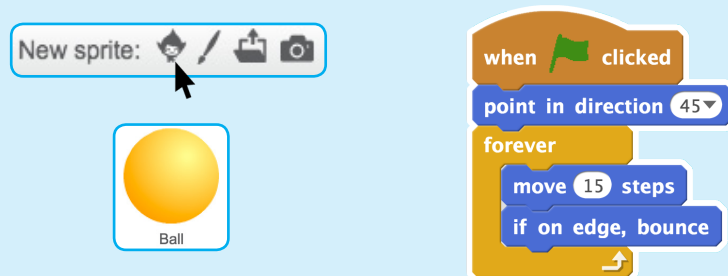 New sprite:
Ball
when clicked
point in direction 45
forever
move 15 steps
if on edge, bounce